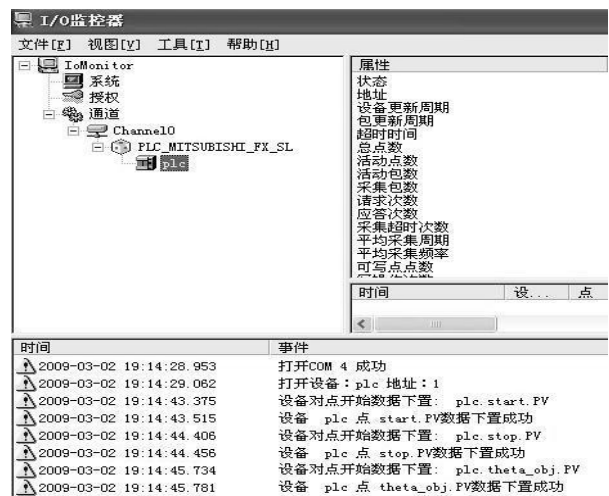 I/O监控器
文件[F] 视图[V] 工具[T] 帮助[H]
IoMonitor
系统
授权
通道
Channel0
PLC_MITSUBISHI_FX_SL
plc
属性
状态
地址
设备更新周期
包更新周期
超时时间
总点数
活动点数
活动包数
采集包数
请求次数
应答次数
采集超时次数
平均采集周期
平均采集频率
可写点点数
时间 设... 点
时间 事件
2009-03-02 19:14:28.953 打开COM 4 成功
2009-03-02 19:14:29.062 打开设备：plc 地址：1
2009-03-02 19:14:43.375 设备对点开始数据下置: plc.start.PV
2009-03-02 19:14:43.515 设备 plc 点 start.PV数据下置成功
2009-03-02 19:14:44.406 设备对点开始数据下置: plc.stop.PV
2009-03-02 19:14:44.456 设备 plc 点 stop.PV数据下置成功
2009-03-02 19:14:45.734 设备对点开始数据下置: plc.theta_obj.PV
2009-03-02 19:14:45.781 设备 plc 点 theta_obj.PV数据下置成功